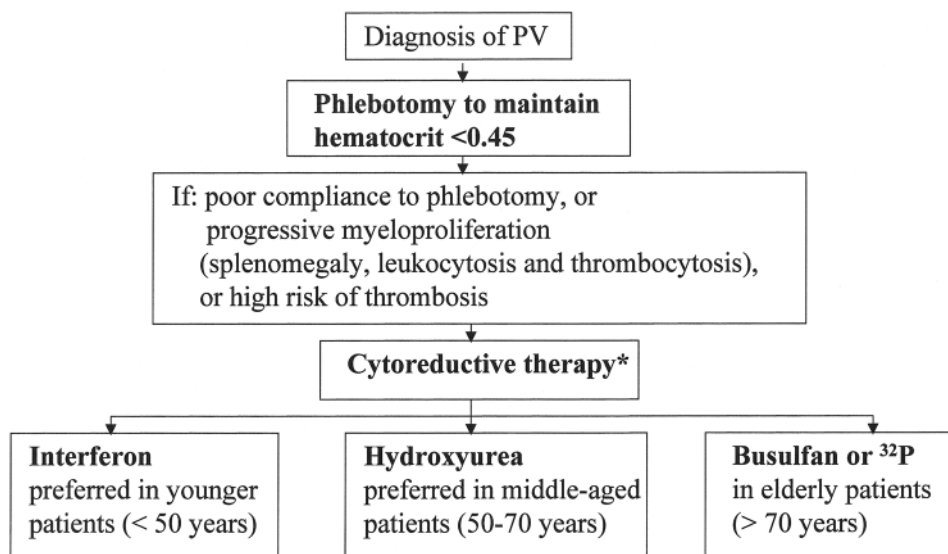 Diagnosis of PV
Phlebotomy to maintain
hematocrit <0.45
If: poor compliance to phlebotomy, or
progressive myeloproliferation
(splenomegaly, leukocytosis and thrombocytosis),
or high risk of thrombosis
Cytoreductive therapy*
Interferon
preferred in younger
patients (< 50 years)
Hydroxyurea
preferred in middle-aged
patients (50-70 years)
Busulfan or ³²P
in elderly patients
(> 70 years)